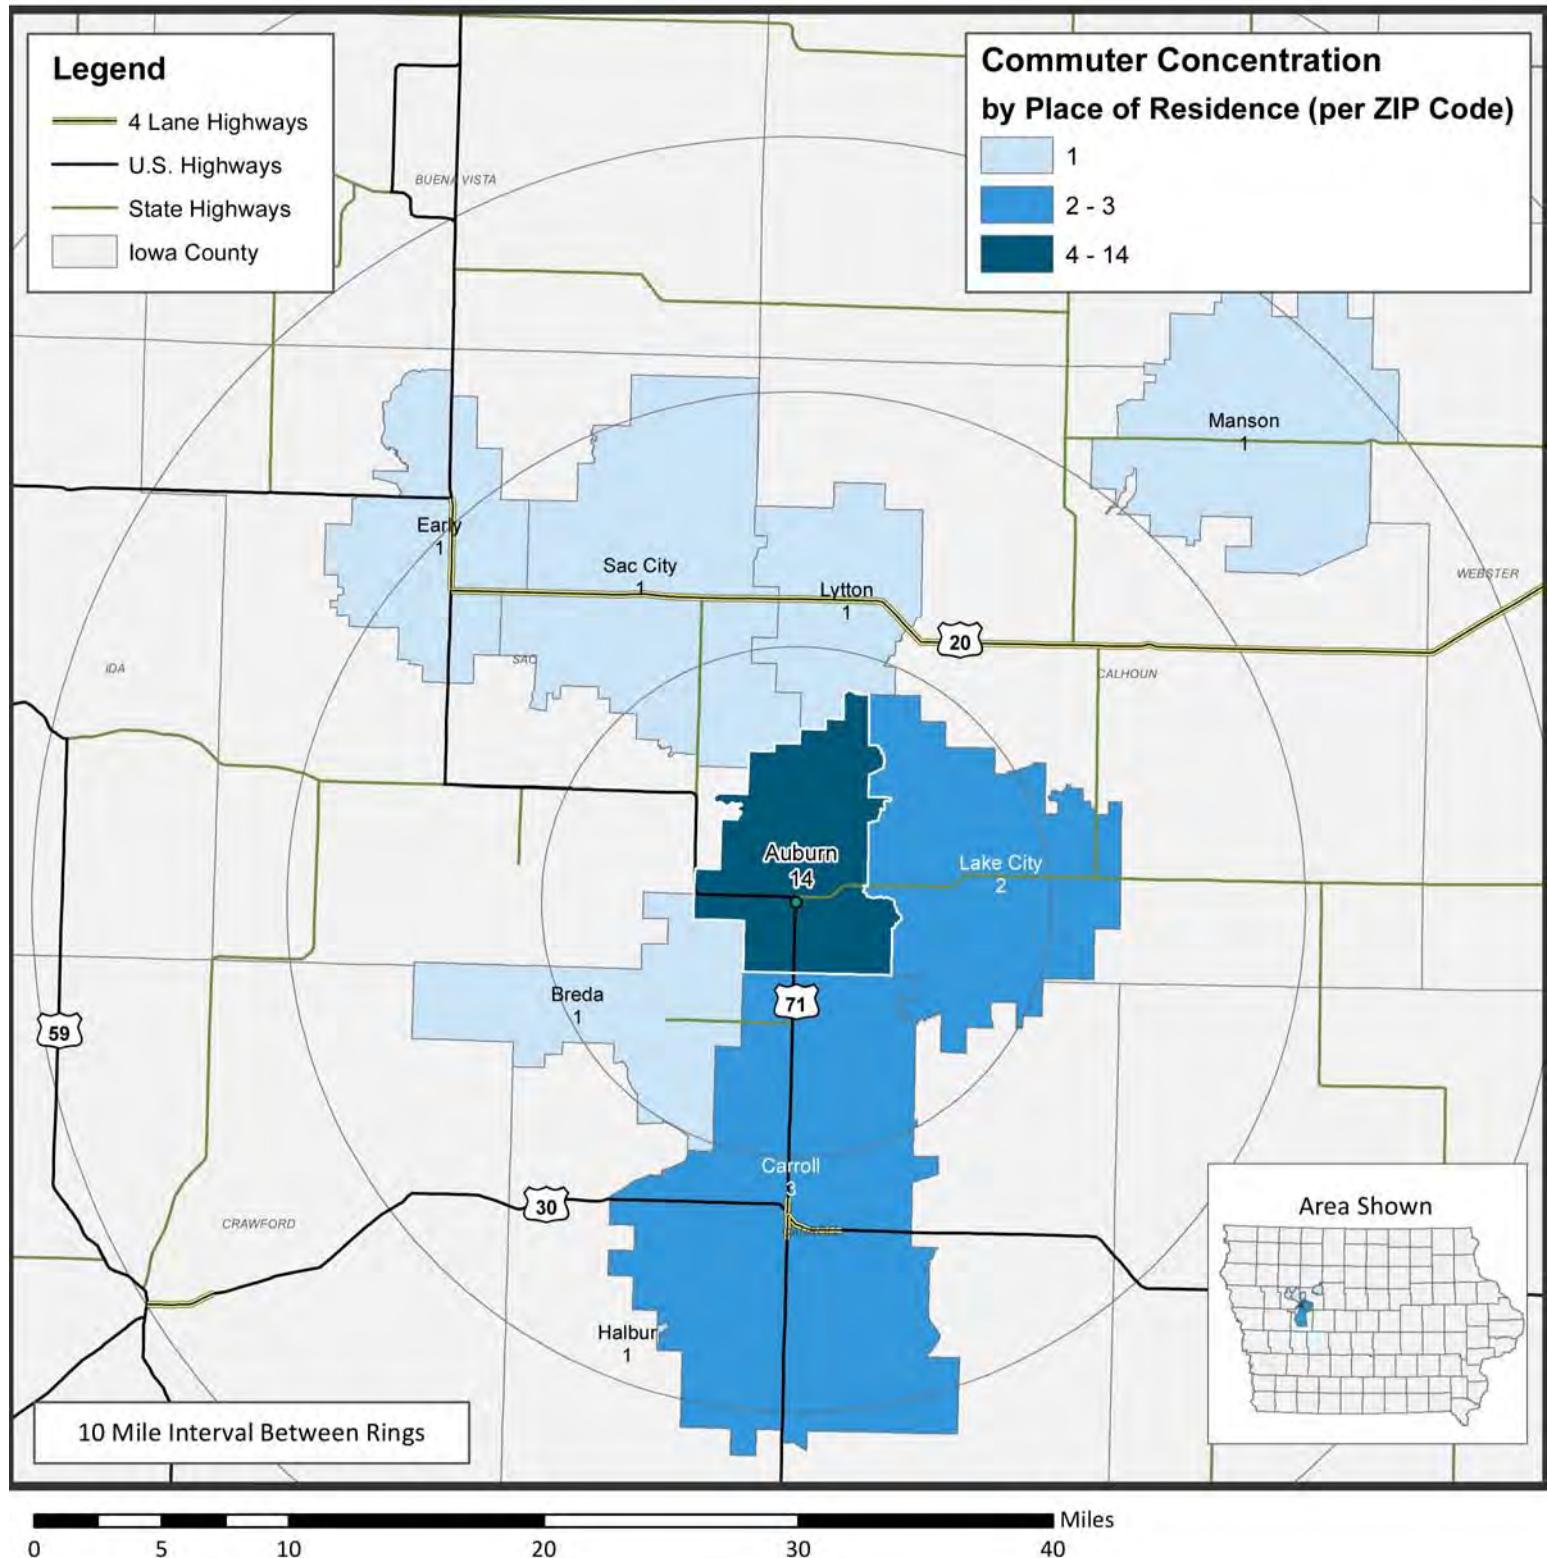 Legend
4 Lane Highways
U.S. Highways
State Highways
Iowa County
Commuter Concentration
by Place of Residence (per ZIP Code)
1
2 - 3
4 - 14
BUENA VISTA
Manson
1
Early
1
Sac City
1
Lytton
1
WEBSTER
20
IDA
SAC
CALHOUN
Auburn
14
Lake City
2
Breda
1
71
59
Carroll
3
30
CRAWFORD
Halbur
1
Area Shown
10 Mile Interval Between Rings
Miles
0 5 10 20 30 40